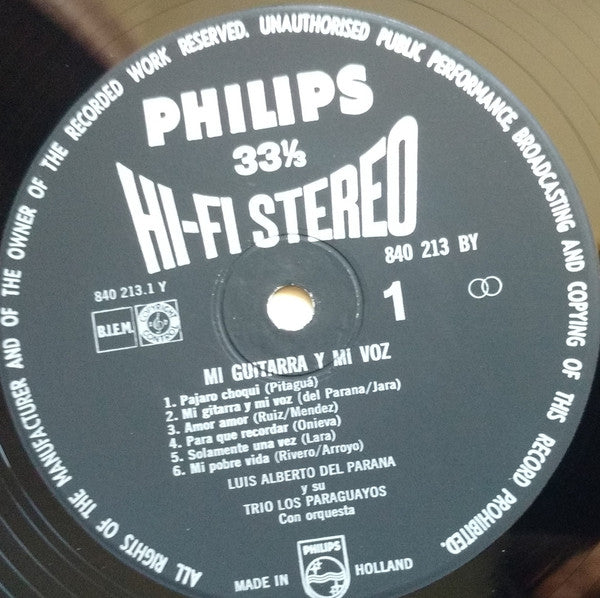 ALL RIGHTS OF THE MANUFACTURER AND OF THE OWNER OF THE RECORDED WORK RESERVED. UNAUTHORISED PUBLIC PERFORMANCE, BROADCASTING AND COPYING OF THIS RECORD PROHIBITED.
PHILIPS
33⅓
HI-FI STEREO
840 213 BY
840 213.1 Y
B.I.E.M.
1
MI GUITARRA Y MI VOZ
1. Pajaro choqui (Pitaguá)
2. Mi gitarra y mi voz (del Parana/Jara)
3. Amor amor (Ruiz/Mendez)
4. Para que recordar (Onieva)
5. Solamente una vez (Lara)
6. Mi pobre vida (Rivero/Arroyo)
LUIS ALBERTO DEL PARANA
y su
TRIO LOS PARAGUAYOS
Con orquesta
MADE IN HOLLAND
PHILIPS